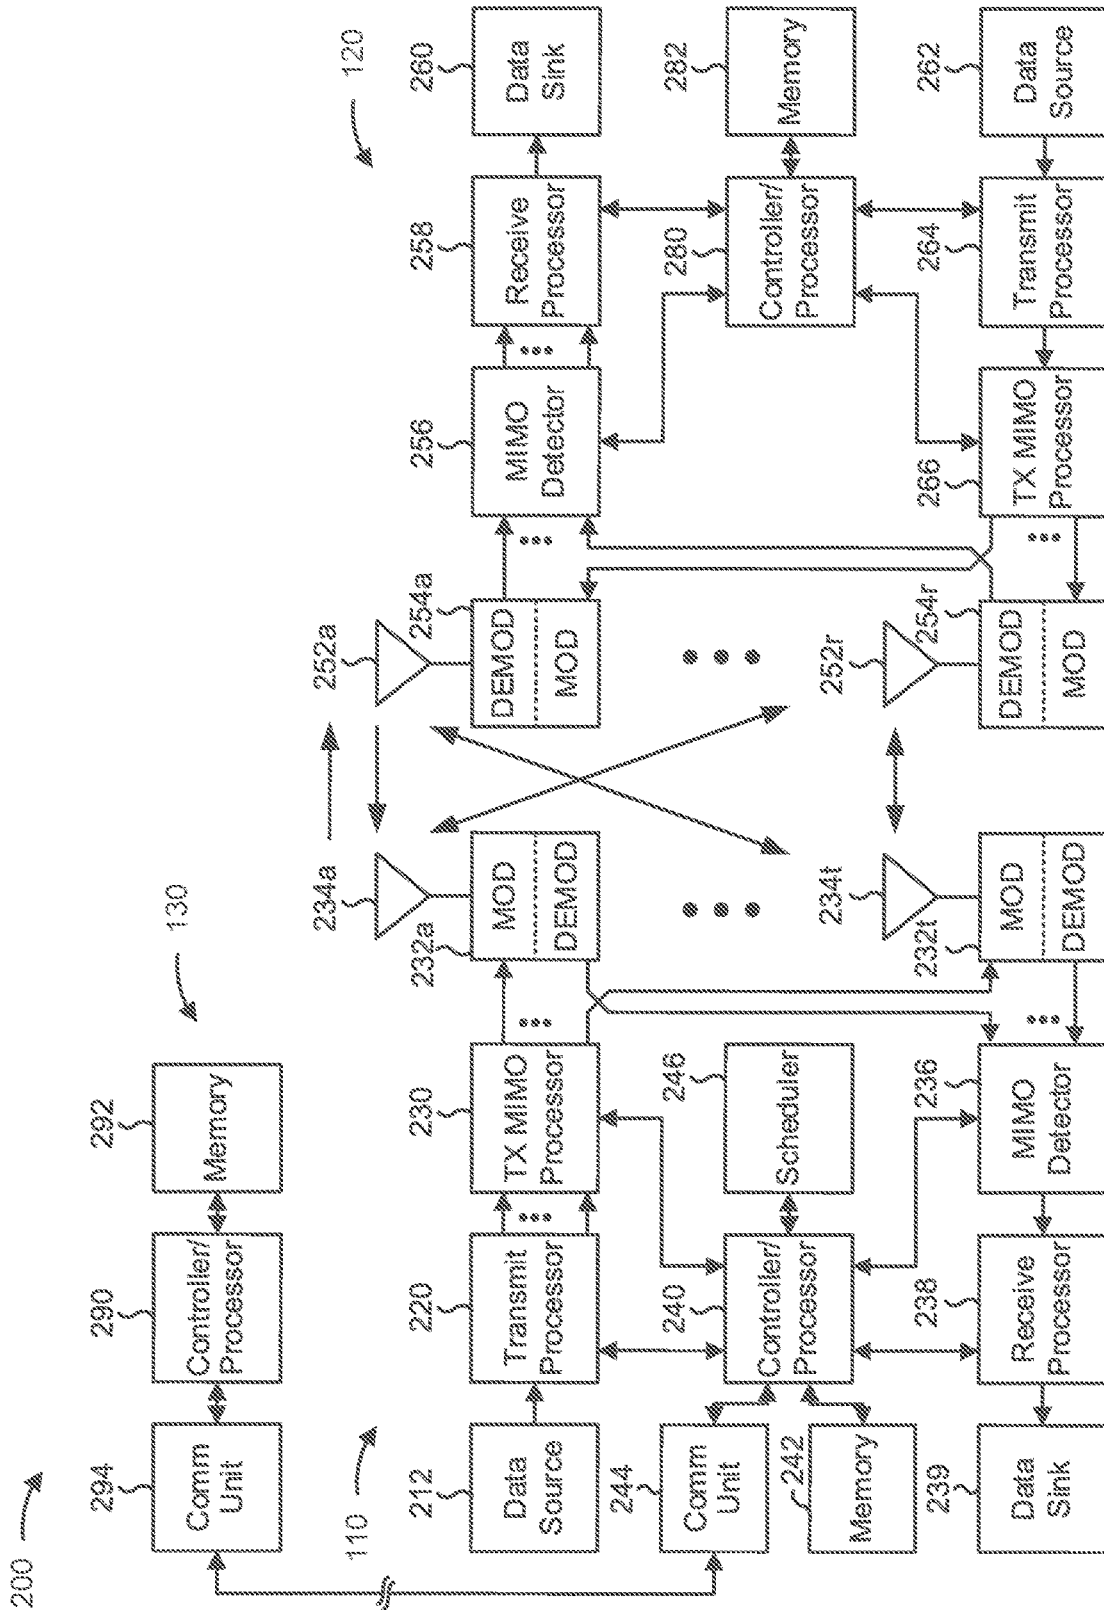 200
130
294
Comm
Unit
290
Controller/
Processor
292
Memory
110
120
212
Data
Source
220
Transmit
Processor
230
TX MIMO
Processor
232a
MOD
DEMOD
234a
252a
254a
DEMOD
MOD
256
MIMO
Detector
258
Receive
Processor
260
Data
Sink
244
Comm
Unit
242
Memory
240
Controller/
Processor
246
Scheduler
280
Controller/
Processor
282
Memory
239
Data
Sink
238
Receive
Processor
236
MIMO
Detector
232t
MOD
DEMOD
234t
252r
254r
DEMOD
MOD
266
TX MIMO
Processor
264
Transmit
Processor
262
Data
Source